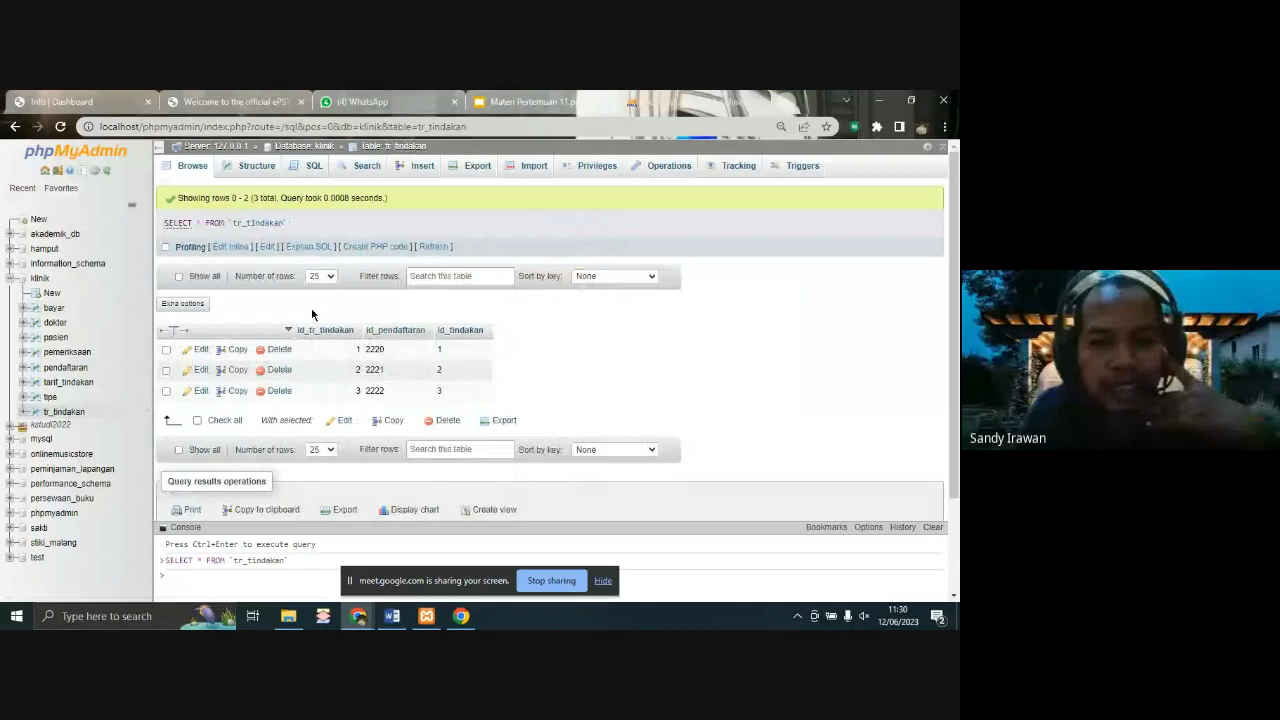 Info | Dashboard
Welcome to the official ePS
(4) WhatsApp
Materi Pertemuan 11.p
localhost/phpmyadmin/index.php?route=/sql&pos=0&db=klinik&table=tr_tindakan
phpMyAdmin
Server: 127.0.0.1 » Database: klinik » Table: tr_tindakan
Browse Structure SQL Search Insert Export Import Privileges Operations Tracking Triggers
Recent Favorites
Showing rows 0 - 2 (3 total, Query took 0.0008 seconds.)
SELECT * FROM `tr_tindakan`
Profiling [ Edit inline ] [ Edit ] [ Explain SQL ] [ Create PHP code ] [ Refresh ]
Show all Number of rows: 25 Filter rows: Search this table Sort by key: None
Extra options
id_tr_tindakan id_pendaftaran id_tindakan
Edit Copy Delete 1 2220 1
Edit Copy Delete 2 2221 2
Edit Copy Delete 3 2222 3
Check all With selected: Edit Copy Delete Export
Show all Number of rows: 25 Filter rows: Search this table Sort by key: None
Query results operations
Print Copy to clipboard Export Display chart Create view
New
akademik_db
hamput
information_schema
klinik
New
bayar
dokter
pasien
pemeriksaan
pendaftaran
tarif_tindakan
tipe
tr_tindakan
kstudi2022
mysql
onlinemusicstore
peminjaman_lapangan
performance_schema
persewaan_buku
phpmyadmin
sakti
stiki_malang
test
Console Bookmarks Options History Clear
Press Ctrl+Enter to execute query
>SELECT * FROM `tr_tindakan`
>
meet.google.com is sharing your screen. Stop sharing Hide
Type here to search
11:30
12/06/2023
2
Sandy Irawan